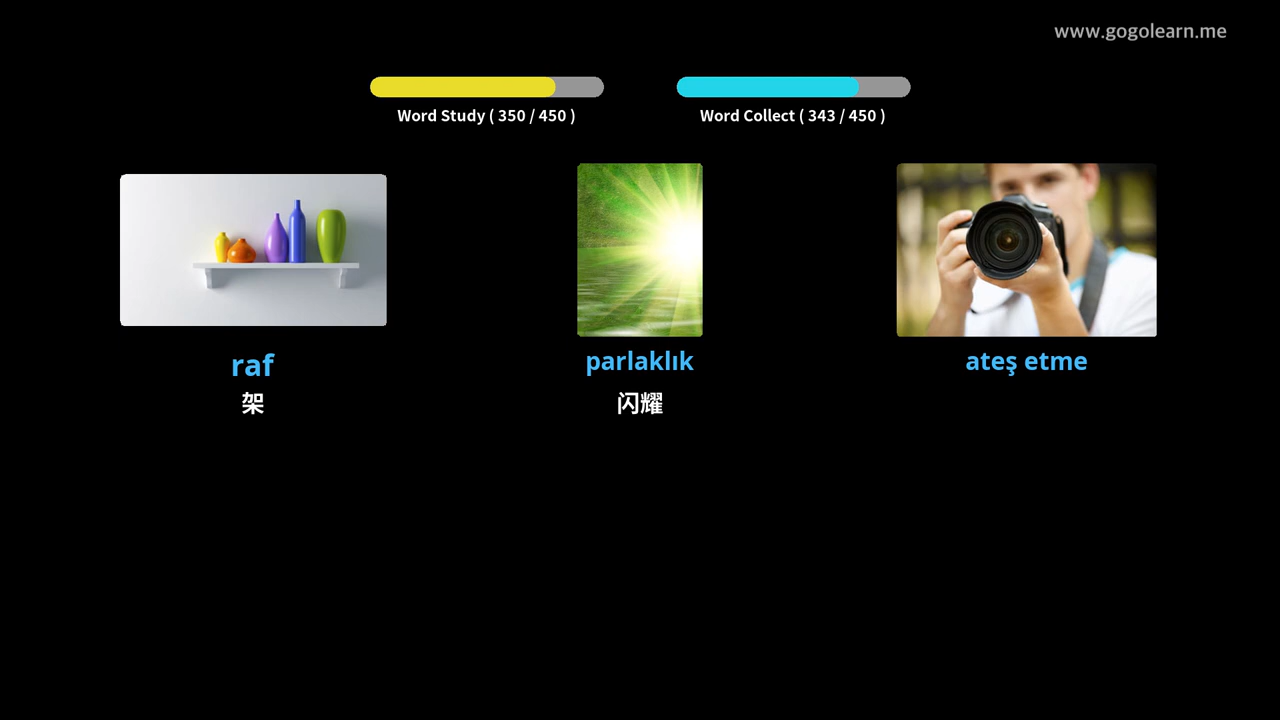 www.gogolearn.me
Word Study ( 350 / 450 )
Word Collect ( 343 / 450 )
raf
parlaklık
ateş etme
架
闪耀